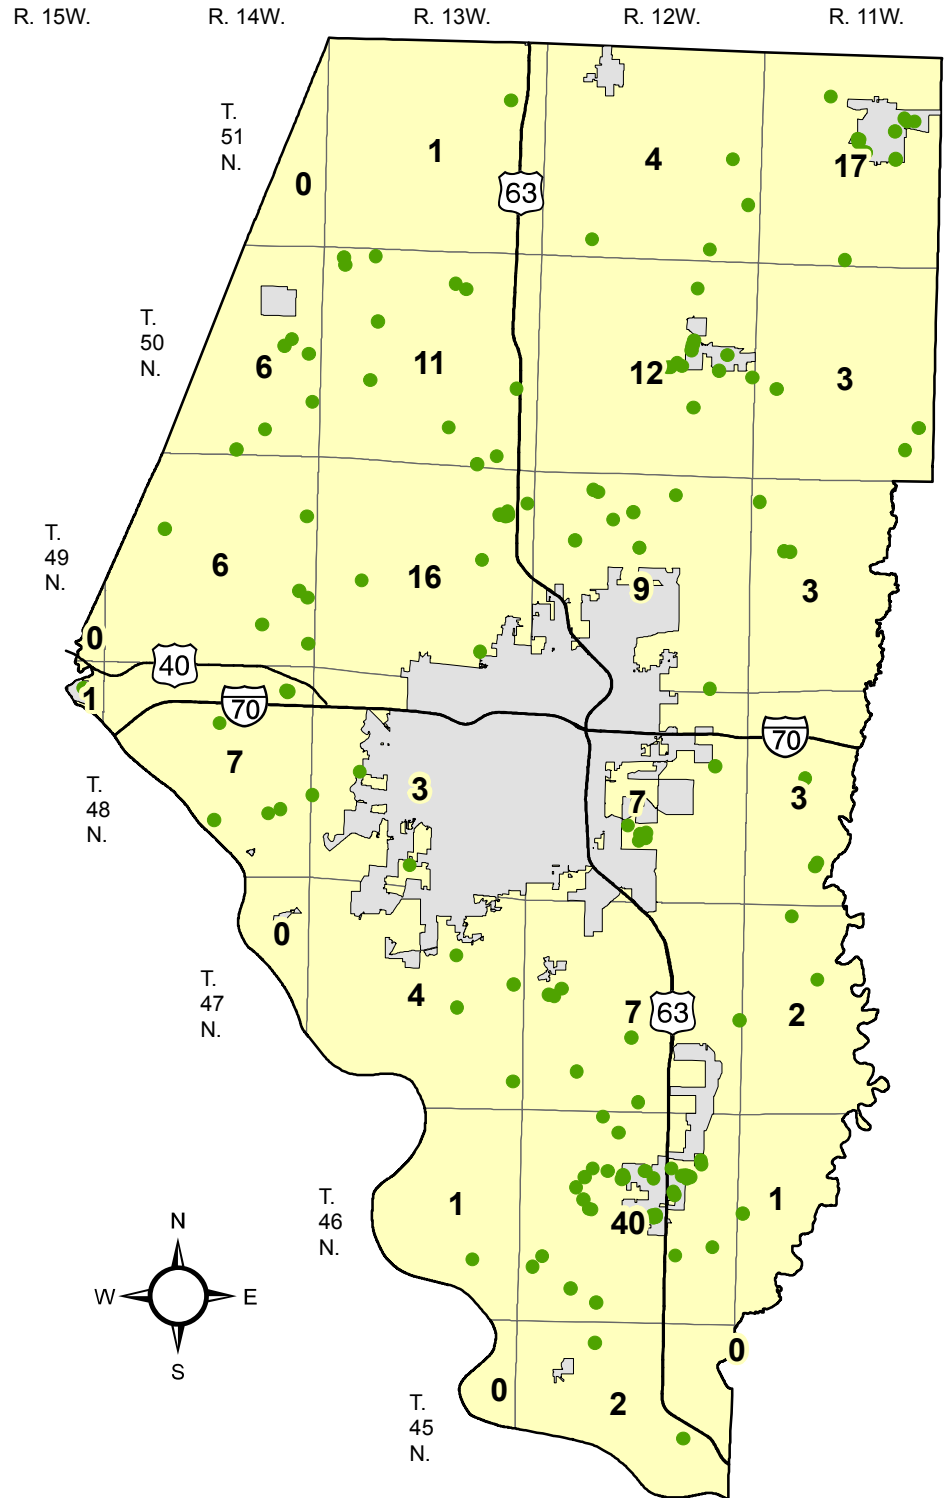 R. 15W. R. 14W. R. 13W. R. 12W. R. 11W.
T.
51
N.
0 1 4 17
63
T.
50
N.
6 11 12 3
T.
49
N.
6 16 9 3
0
40
1
70
70
T.
48
N.
7 3 7 3
T.
47
N.
0 4 7 2
63
T.
46
N.
1 40 1
N
W E
S
T.
45
N.
0 2 0